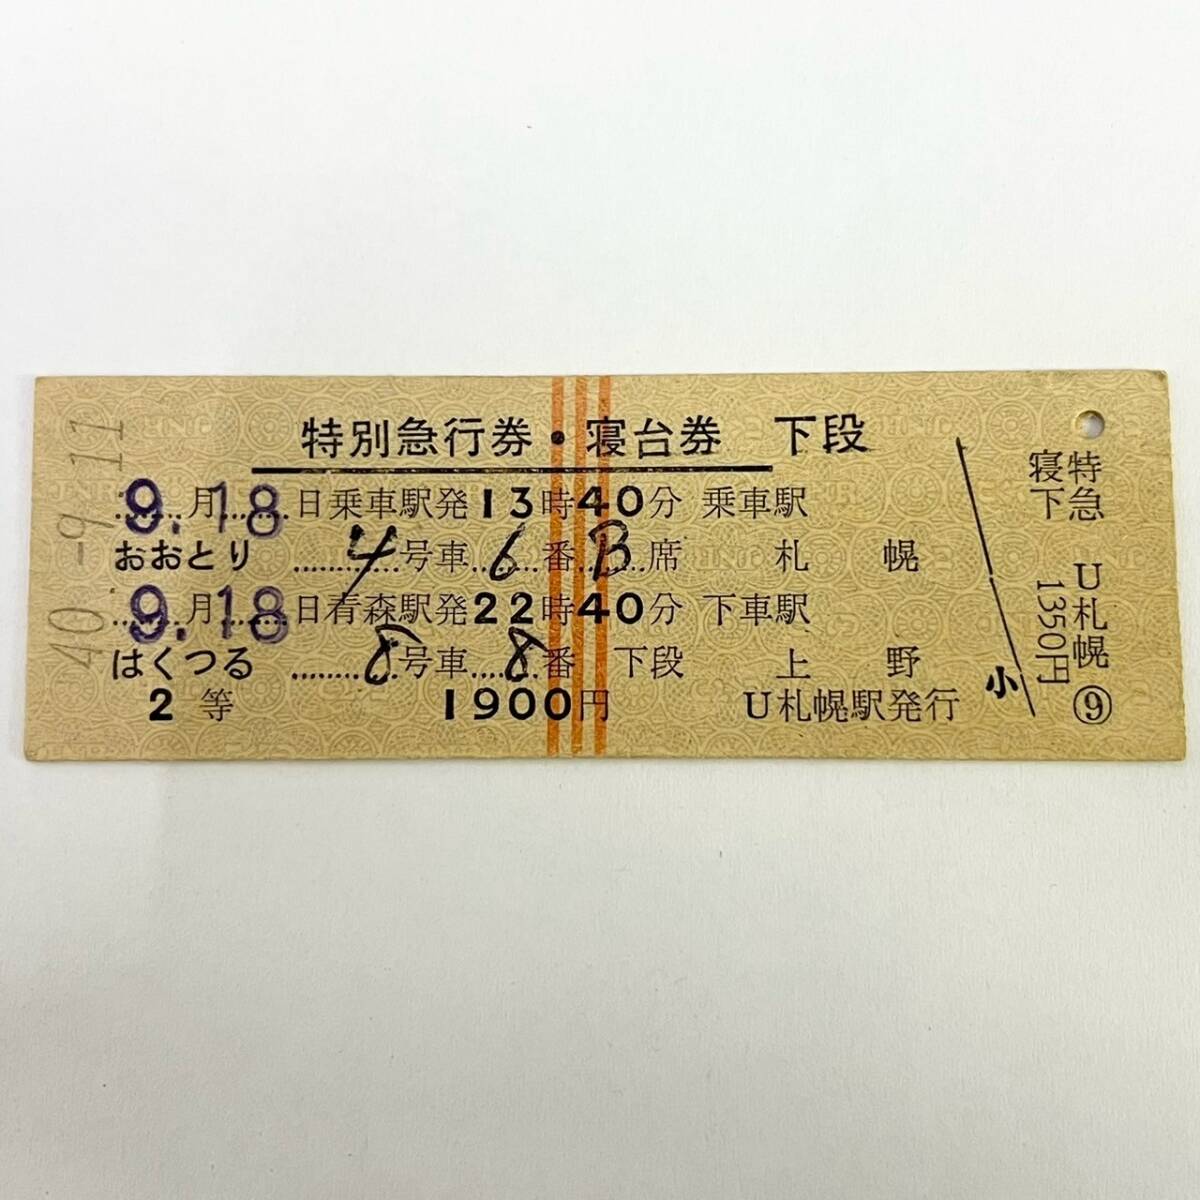 40.-9.11
特別急行券・寝台券 下段
9月18日乗車駅発13時40分 乗車駅
おおとり 4号車6番B席 札幌
9月18日青森駅発22時40分 下車駅
はくつる 8号車8番 下段 上野
2等 1900円 U札幌駅発行
小
特急
寝下
1350円
U札幌⑨